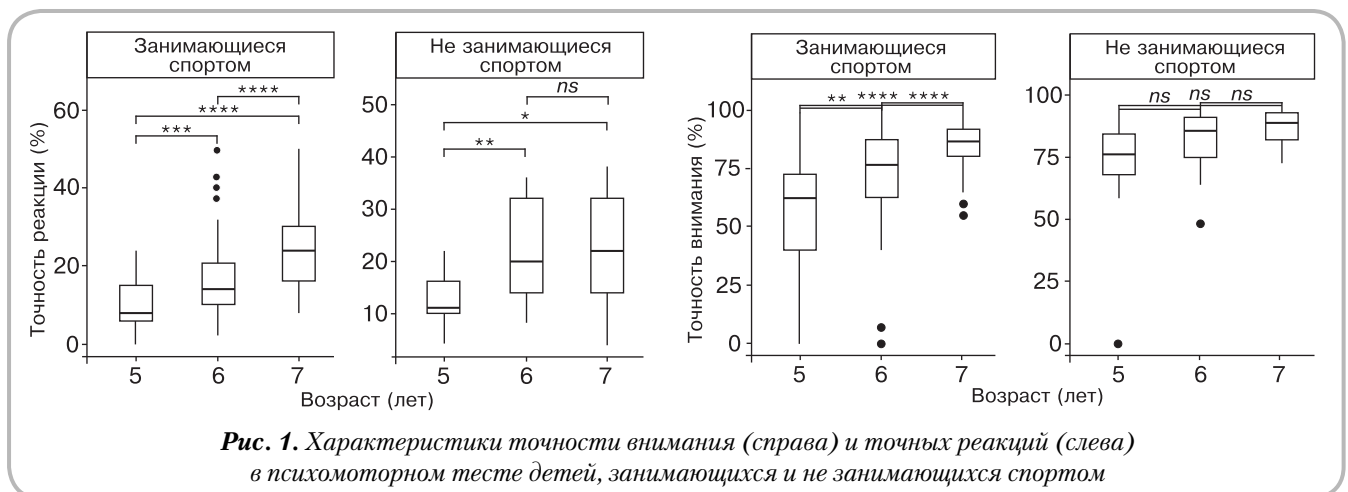 Занимающиеся
спортом
Не занимающиеся
спортом
Занимающиеся
спортом
Не занимающиеся
спортом
Точность реакции (%)
60
40
20
0
****
****
***
5 6 7
50
40
30
20
10
ns
*
**
5 6 7
Возраст (лет)
Точность внимания (%)
100
75
50
25
0
** **** ****
5 6 7
100
75
50
25
0
ns ns ns
5 6 7
Возраст (лет)
Рис. 1. Характеристики точности внимания (справа) и точных реакций (слева)
в психомоторном тесте детей, занимающихся и не занимающихся спортом